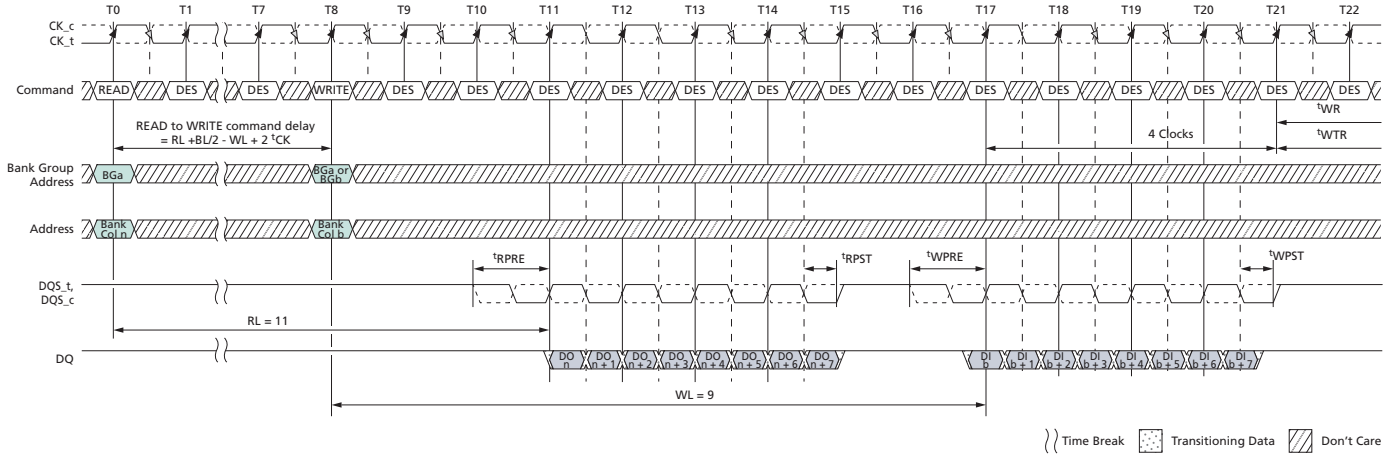 T0 T1 T7 T8 T9 T10 T11 T12 T13 T14 T15 T16 T17 T18 T19 T20 T21 T22
CK_c
CK_t
Command READ DES DES WRITE DES DES DES DES DES DES DES DES DES DES DES DES DES DES
tWR
READ to WRITE command delay
= RL +BL/2 - WL + 2 tCK
4 Clocks
tWTR
Bank Group
Address
BGa
BGa or
BGb
Address
Bank
Col n
Bank
Col b
tRPRE tRPST tWPRE tWPST
DQS_t,
DQS_c
RL = 11
DQ
DO
n
DO
n + 1
DO
n + 2
DO
n + 3
DO
n + 4
DO
n + 5
DO
n + 6
DO
n + 7
DI
b
DI
b + 1
DI
b + 2
DI
b + 3
DI
b + 4
DI
b + 5
DI
b + 6
DI
b + 7
WL = 9
Time Break Transitioning Data Don't Care